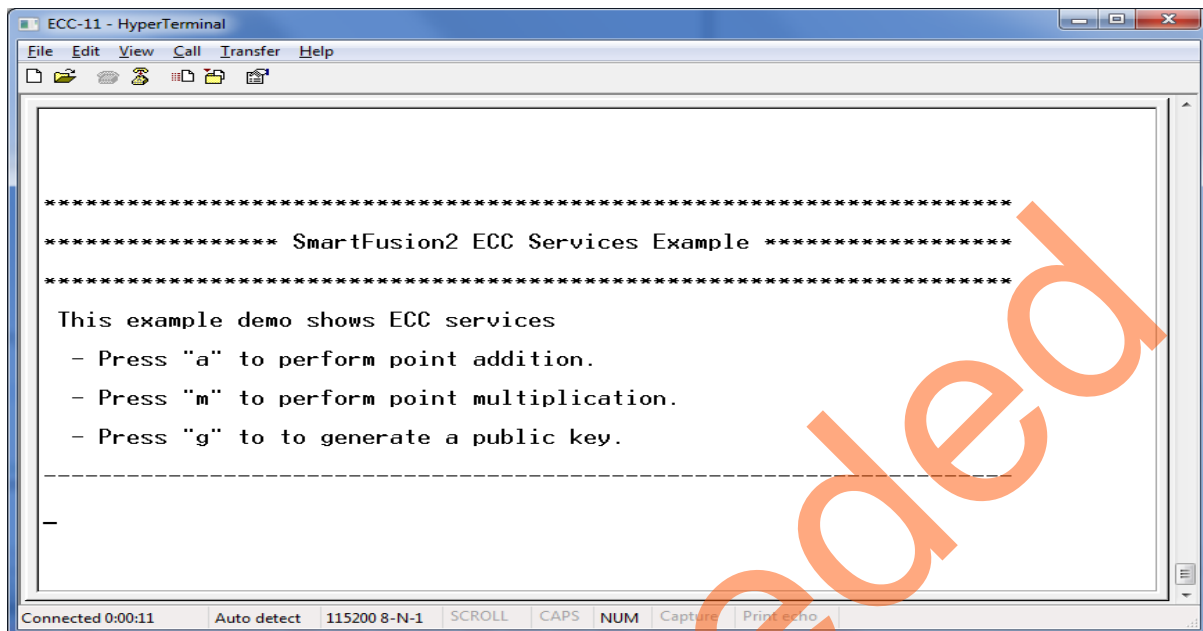 ECC-11 - HyperTerminal
File Edit View Call Transfer Help
***********************************************************************
***************** SmartFusion2 ECC Services Example ******************
***********************************************************************
This example demo shows ECC services
- Press "a" to perform point addition.
- Press "m" to perform point multiplication.
- Press "g" to to generate a public key.
-----------------------------------------------------------------------
_
Connected 0:00:11 Auto detect 115200 8-N-1 SCROLL CAPS NUM Capture Print echo
eded